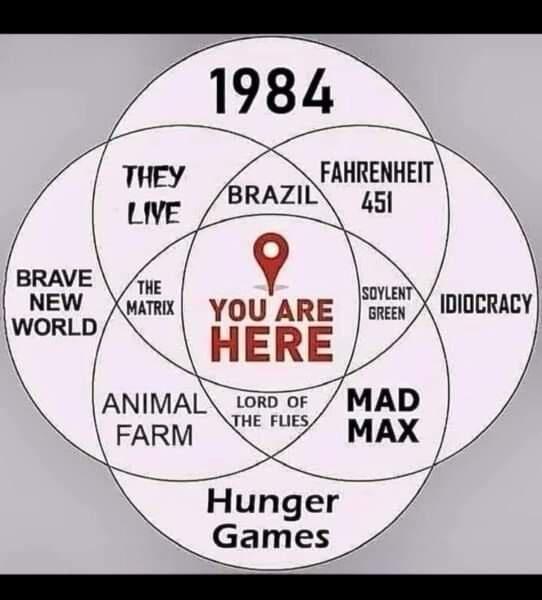 1984
THEY
LIVE
BRAZIL
FAHRENHEIT
451
BRAVE
NEW
WORLD
THE
MATRIX
YOU ARE
HERE
SOYLENT
GREEN
IDIOCRACY
ANIMAL
FARM
LORD OF
THE FLIES
MAD
MAX
Hunger
Games